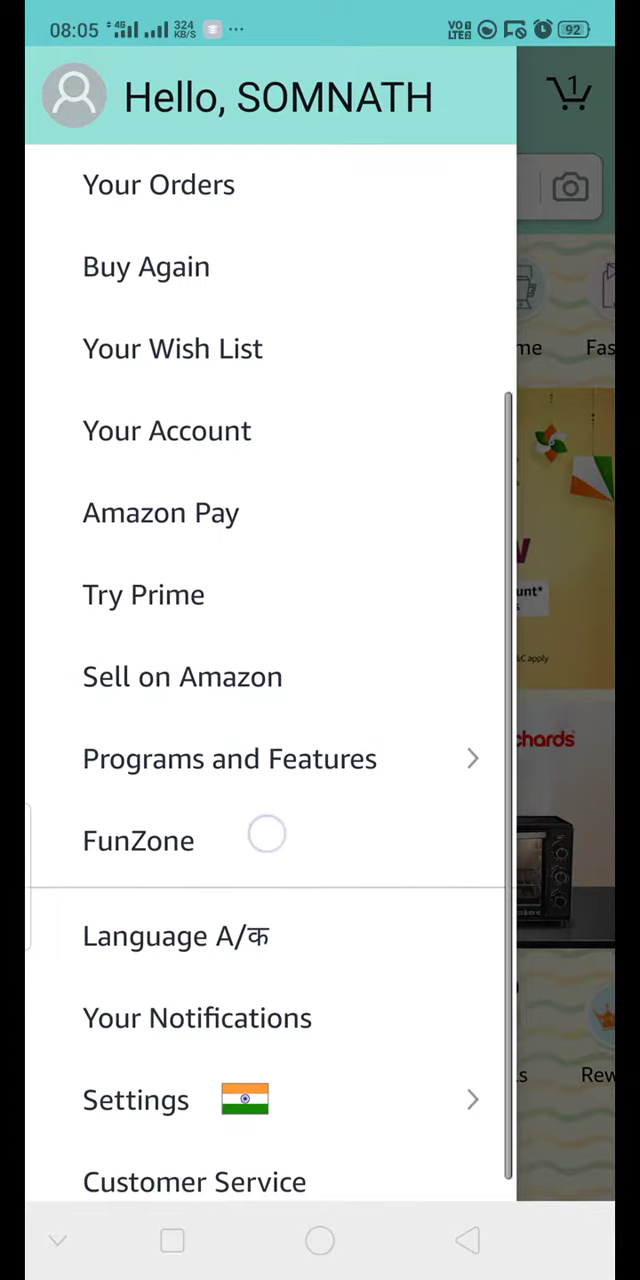 08:05 4G 324 KB/S ... VO LTE2 92
Hello, SOMNATH
1
Your Orders
Buy Again
Your Wish List
me Fas
Your Account
Amazon Pay
unt*
Try Prime
&C apply
Sell on Amazon
chards
Programs and Features
FunZone
Language A/क
Your Notifications
s Rew
Settings
Customer Service